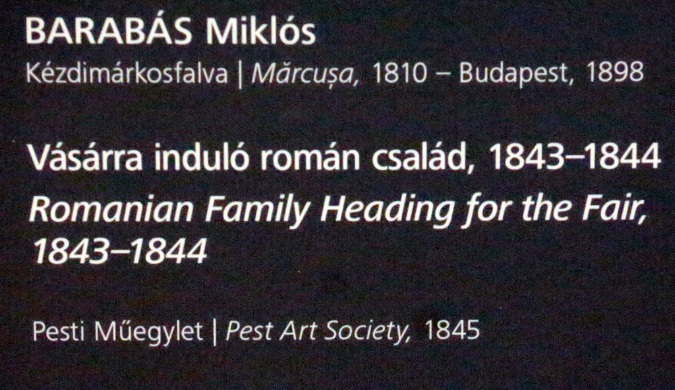 BARABÁS Miklós
Kézdimárkosfalva | Mărcușa, 1810 – Budapest, 1898
Vásárra induló román család, 1843–1844
Romanian Family Heading for the Fair,
1843–1844
Pesti Műegylet | Pest Art Society, 1845